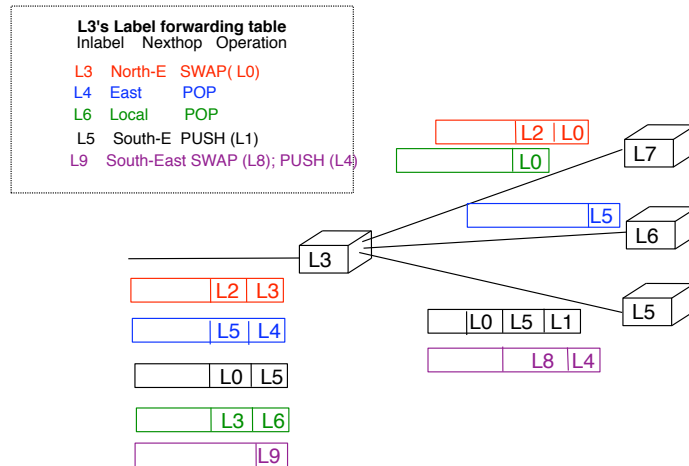 L3's Label forwarding table
Inlabel Nexthop Operation
L3 North-E SWAP( L0)
L4 East POP
L6 Local POP
L5 South-E PUSH (L1)
L9 South-East SWAP (L8); PUSH (L4)
L2 L0
L7
L0
L5
L6
L3
L2 L3
L5
L0 L5 L1
L5 L4
L8 L4
L0 L5
L3 L6
L9